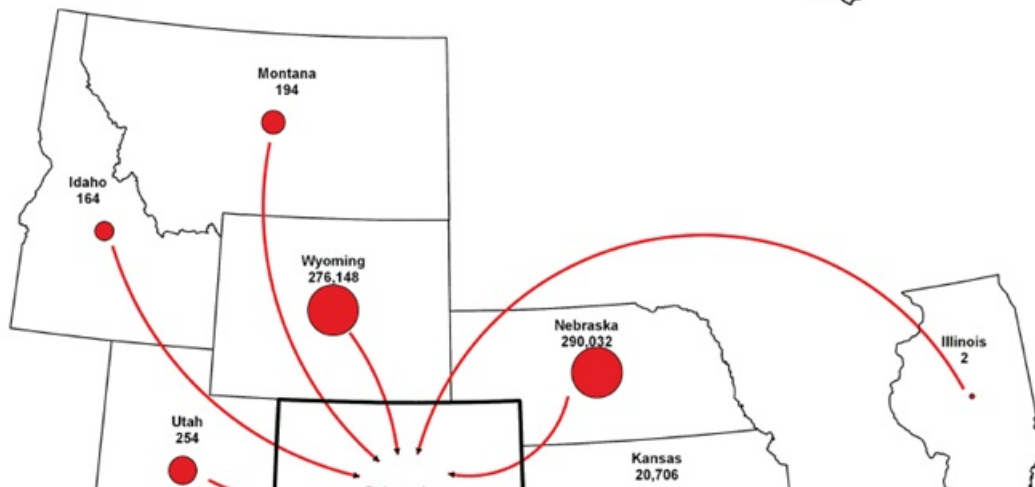 Montana
194
Idaho
164
Wyoming
276,148
Nebraska
290,032
Illinois
2
Utah
254
Kansas
20,706